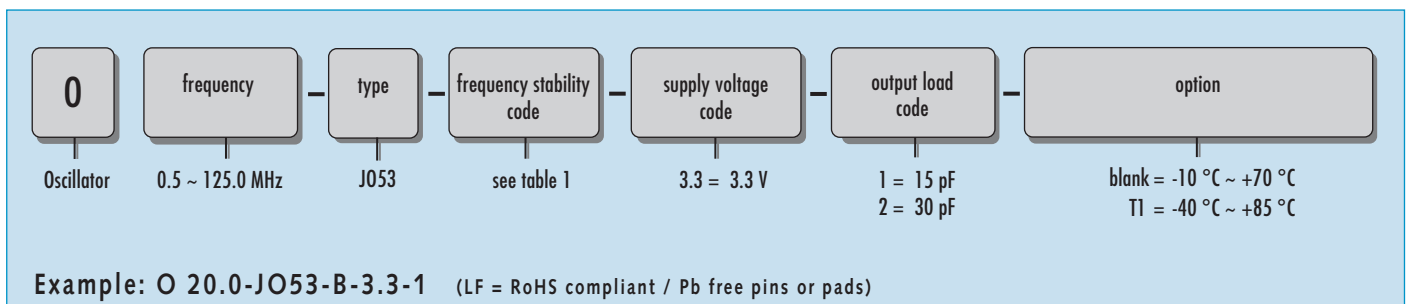 O
frequency
type
frequency stability
code
supply voltage
code
output load
code
option
Oscillator
0.5 ~ 125.0 MHz
JO53
see table 1
3.3 = 3.3 V
1 = 15 pF
2 = 30 pF
blank = -10 °C ~ +70 °C
T1 = -40 °C ~ +85 °C
Example: O 20.0-JO53-B-3.3-1 (LF = RoHS compliant / Pb free pins or pads)